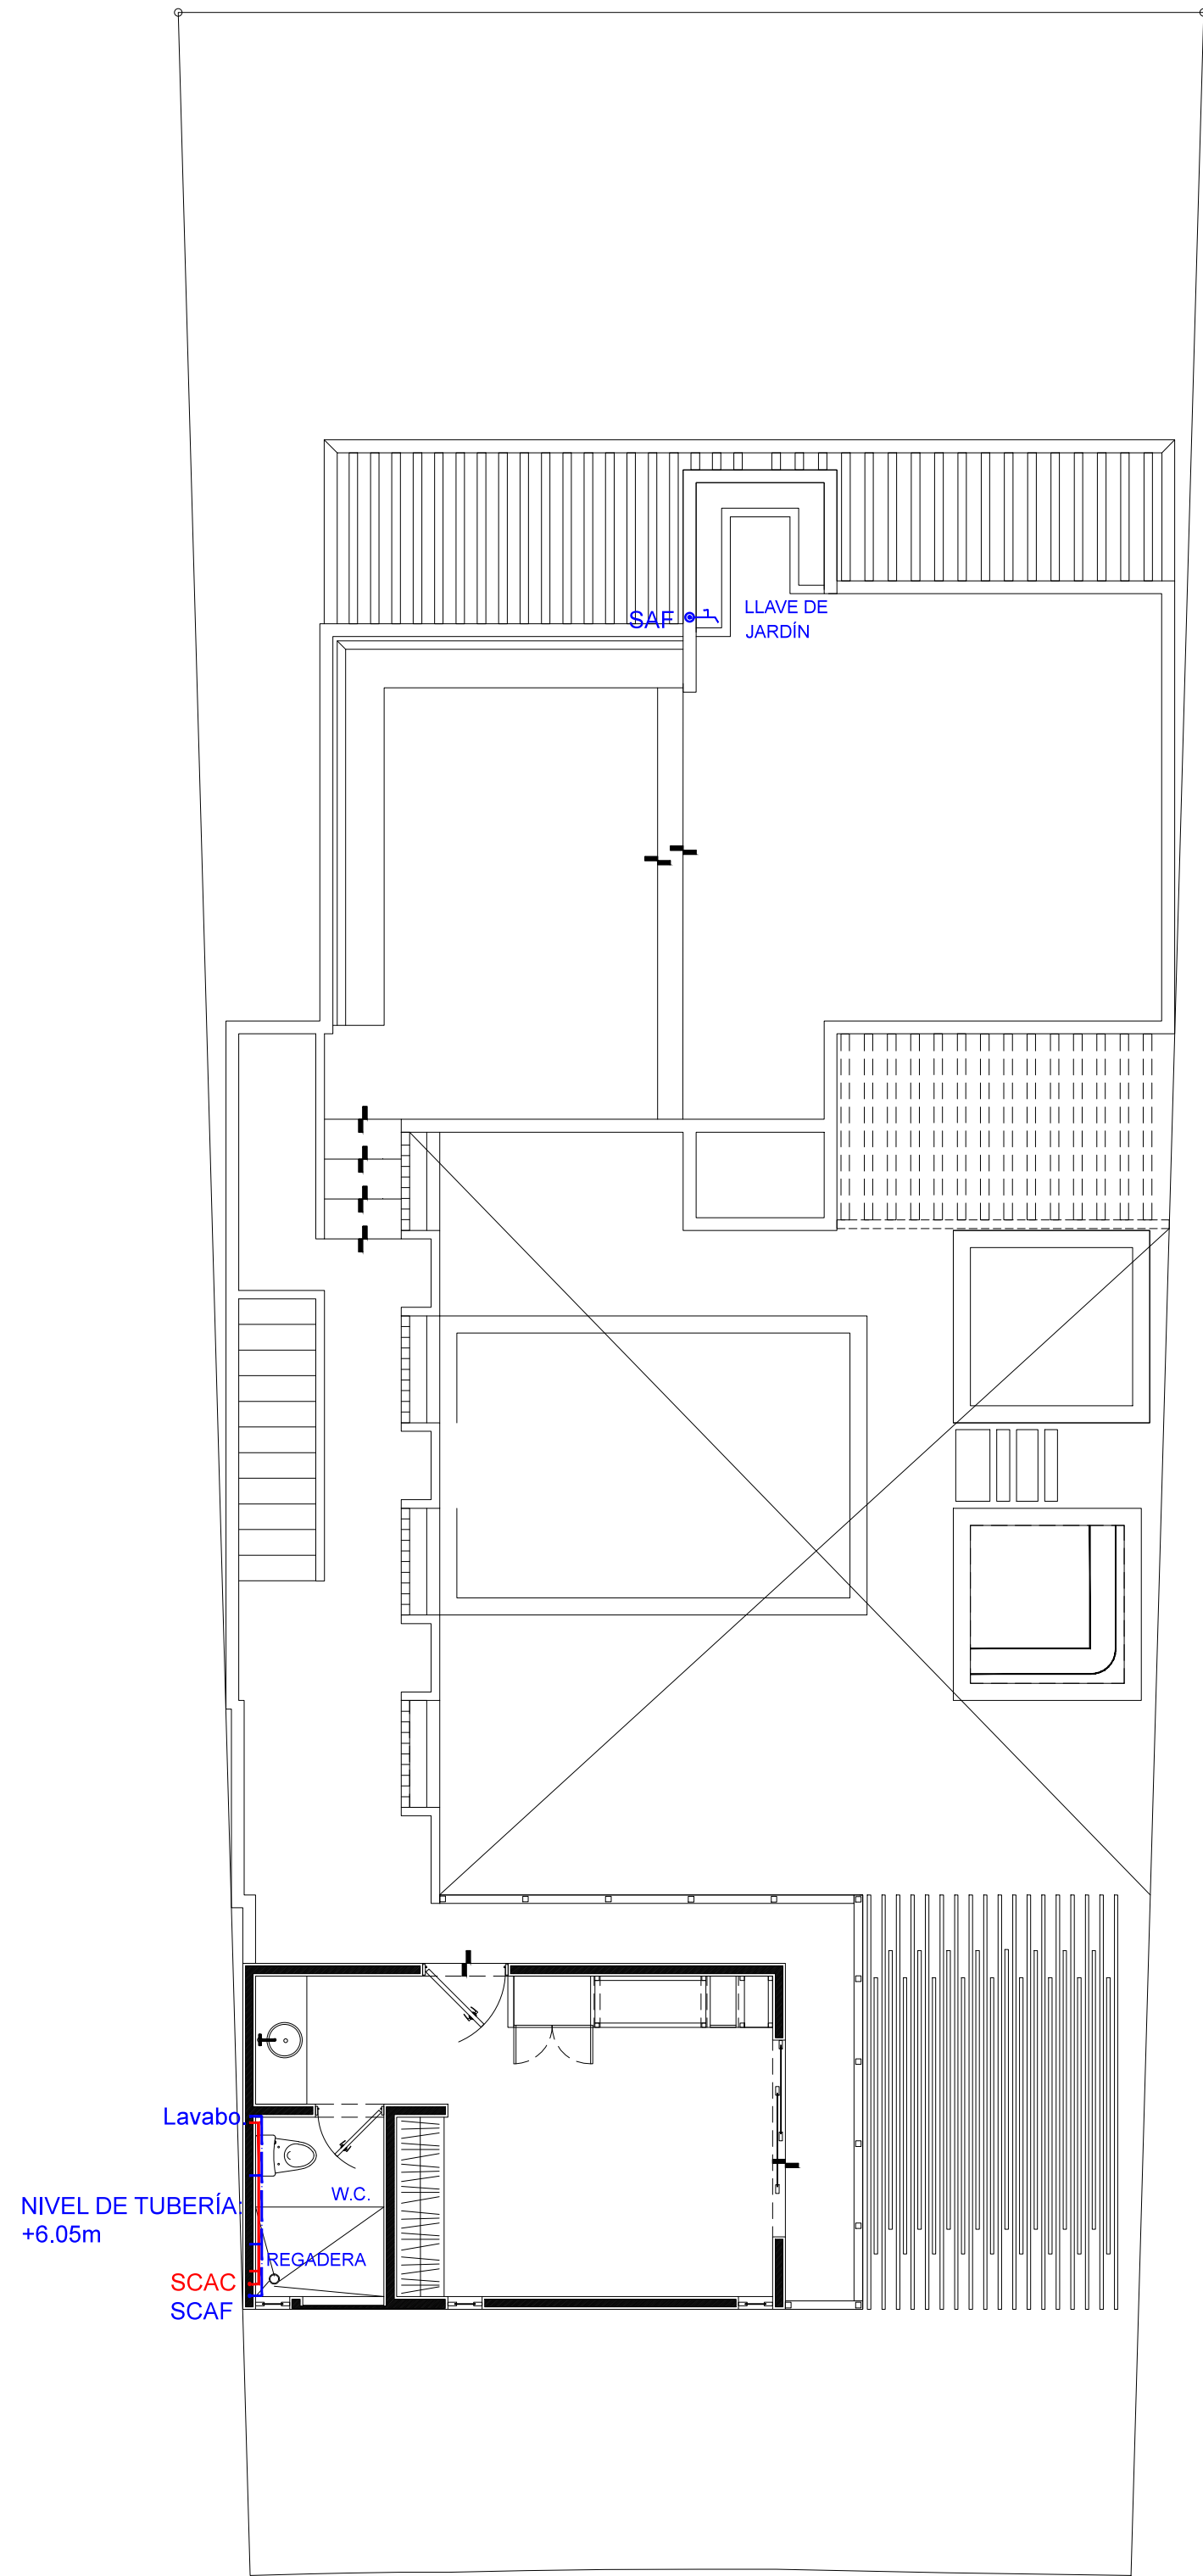 SAF
LLAVE DE
JARDÍN
Lavabo.
W.C.
NIVEL DE TUBERÍA:
+6.05m
REGADERA
SCAC
SCAF